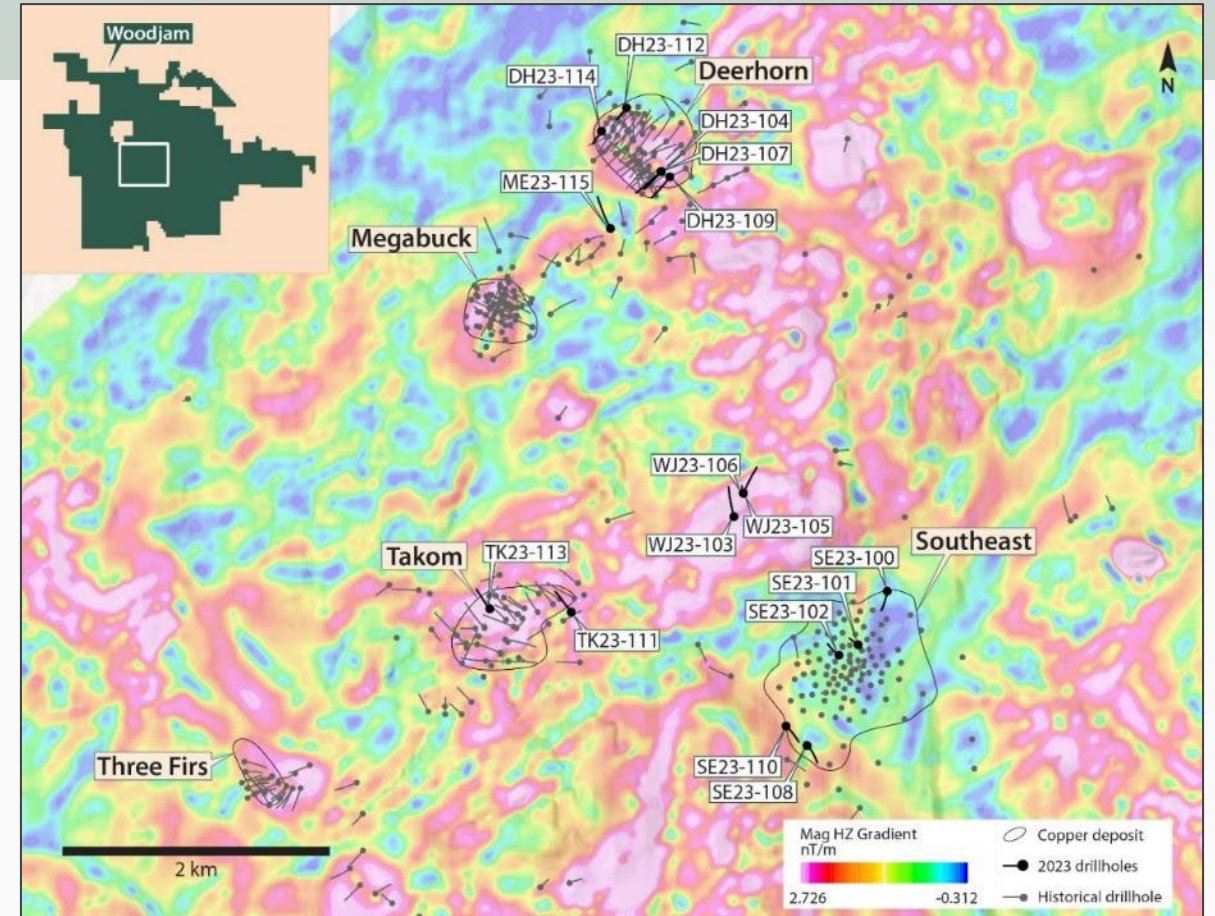 Woodjam
N
DH23-112
DH23-114
Deerhorn
DH23-104
DH23-107
ME23-115
DH23-109
Megabuck
WJ23-106
WJ23-105
WJ23-103
Southeast
SE23-100
Takom
TK23-113
SE23-101
SE23-102
TK23-111
Three Firs
SE23-110
SE23-108
2 km
Mag HZ Gradient
nT/m
2.726
-0.312
Copper deposit
2023 drillholes
Historical drillhole